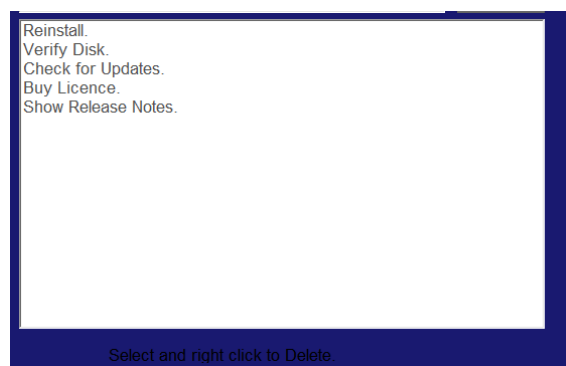 Reinstall.
Verify Disk.
Check for Updates.
Buy Licence.
Show Release Notes.
Select and right click to Delete.